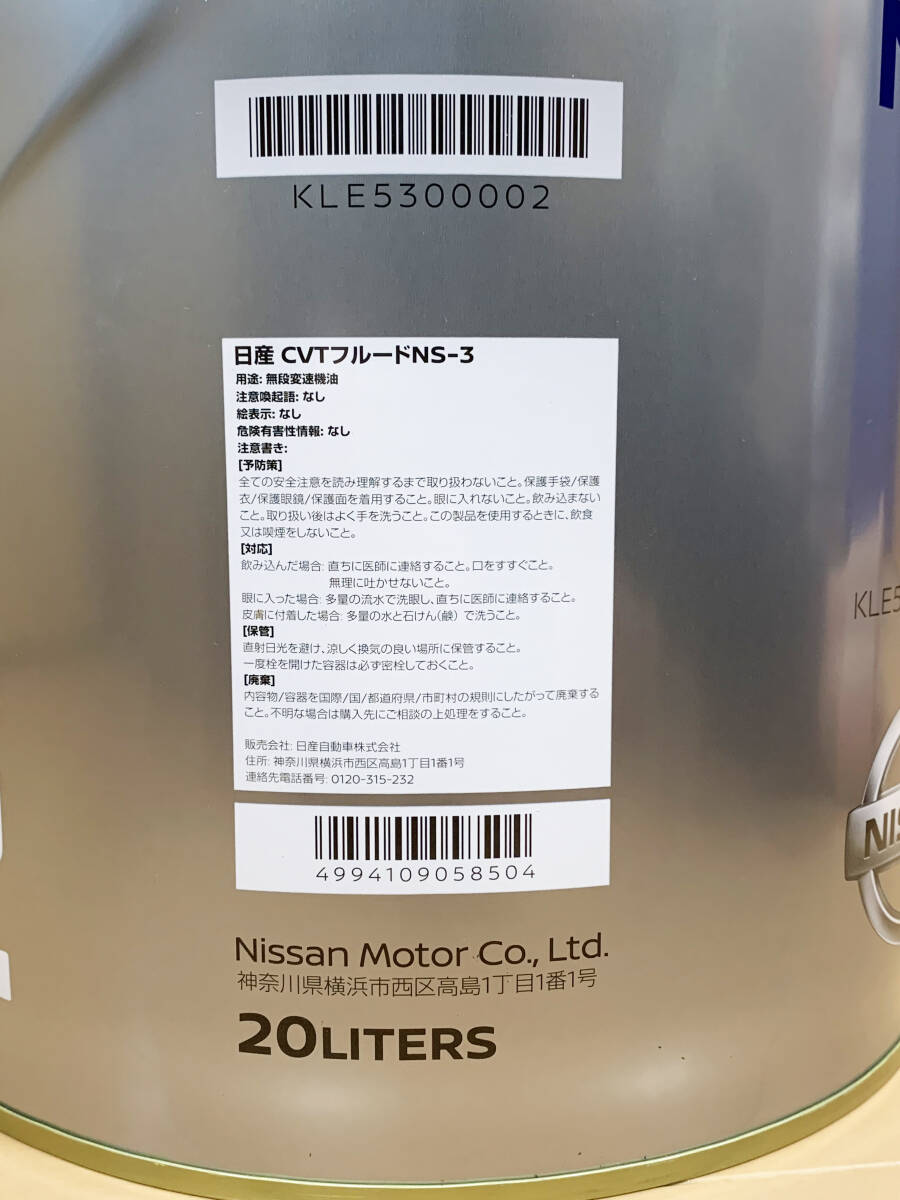 KLE5300002
日産 CVTフルードNS-3
用途: 無段変速機油
注意喚起語: なし
絵表示: なし
危険有害性情報: なし
注意書き:
[予防策]
全ての安全注意を読み理解するまで取り扱わないこと。保護手袋/保護
衣/保護眼鏡/保護面を着用すること。眼に入れないこと。飲み込まない
こと。取り扱い後はよく手を洗うこと。この製品を使用するときに、飲食
又は喫煙をしないこと。
[対応]
飲み込んだ場合: 直ちに医師に連絡すること。口をすすぐこと。
無理に吐かせないこと。
眼に入った場合: 多量の流水で洗眼し、直ちに医師に連絡すること。
皮膚に付着した場合: 多量の水と石けん(鹸) で洗うこと。
[保管]
直射日光を避け、涼しく換気の良い場所に保管すること。
一度栓を開けた容器は必ず密栓しておくこと。
[廃棄]
内容物/容器を国際/国/都道府県/市町村の規則にしたがって廃棄する
こと。不明な場合は購入先にご相談の上処理をすること。
販売会社: 日産自動車株式会社
住所: 神奈川県横浜市西区高島1丁目1番1号
連絡先電話番号: 0120-315-232
4994109058504
Nissan Motor Co., Ltd.
神奈川県横浜市西区高島1丁目1番1号
20LITERS
KLE5
NIS